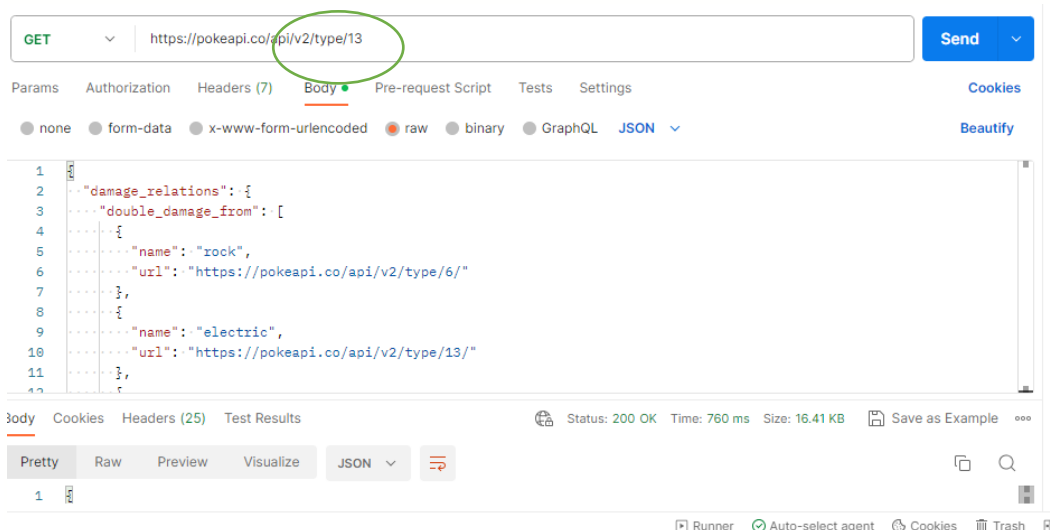 GET https://pokeapi.co/api/v2/type/13 Send
Params Authorization Headers (7) Body Pre-request Script Tests Settings Cookies
none form-data x-www-form-urlencoded raw binary GraphQL JSON Beautify
1 {
2 "damage_relations": {
3 "double_damage_from": [
4 {
5 "name": "rock",
6 "url": "https://pokeapi.co/api/v2/type/6/"
7 },
8 {
9 "name": "electric",
10 "url": "https://pokeapi.co/api/v2/type/13/"
11 },
12 {
Body Cookies Headers (25) Test Results Status: 200 OK Time: 760 ms Size: 16.41 KB Save as Example
Pretty Raw Preview Visualize JSON
1 {
Runner Auto-select agent Cookies Trash